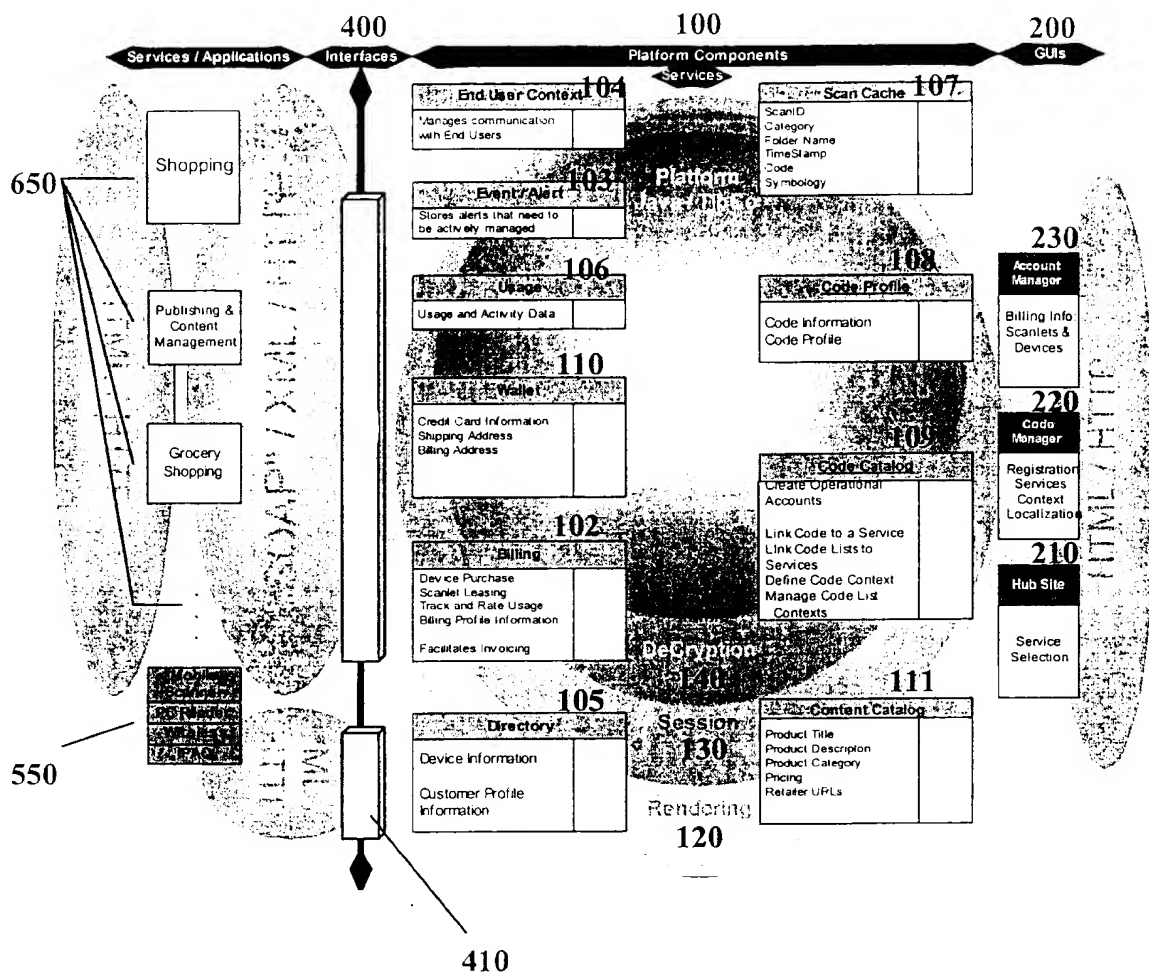 400
100
200
Services / Applications
Interfaces
Platform Components
GUIs
Services
650
Shopping
Publishing &
Content
Management
Grocery
Shopping
550
410
SOAP / XML / HTTP
End User Context
104
Manages communication
with End Users
Event / Alert
103
Stores alerts that need to
be actively managed
106
Usage
Usage and Activity Data
110
Wallet
Credit Card Information
Shipping Address
Billing Address
102
Billing
Device Purchase
Scanlet Leasing
Track and Rate Usage
Billing Profile Information
Facilitates Invoicing
105
Directory
Device Information
Customer Profile
Information
Platform
DeCryption
140
Session
130
Rendering
120
Scan Cache
107
ScanID
Category
Folder Name
TimeStamp
Code
Symbology
108
Code Profile
Code Information
Code Profile
109
Code Catalog
Create Operational
Accounts
Link Code to a Service
Link Code Lists to
Services
Define Code Context
Manage Code List
Contexts
111
Content Catalog
Product Title
Product Descripton
Product Category
Pricing
Retailer URLs
230
Account
Manager
Billing Info
Scanlets &
Devices
220
Code
Manager
Registration
Services
Context
Localization
210
Hub Site
Service
Selection
HTML / HTTP